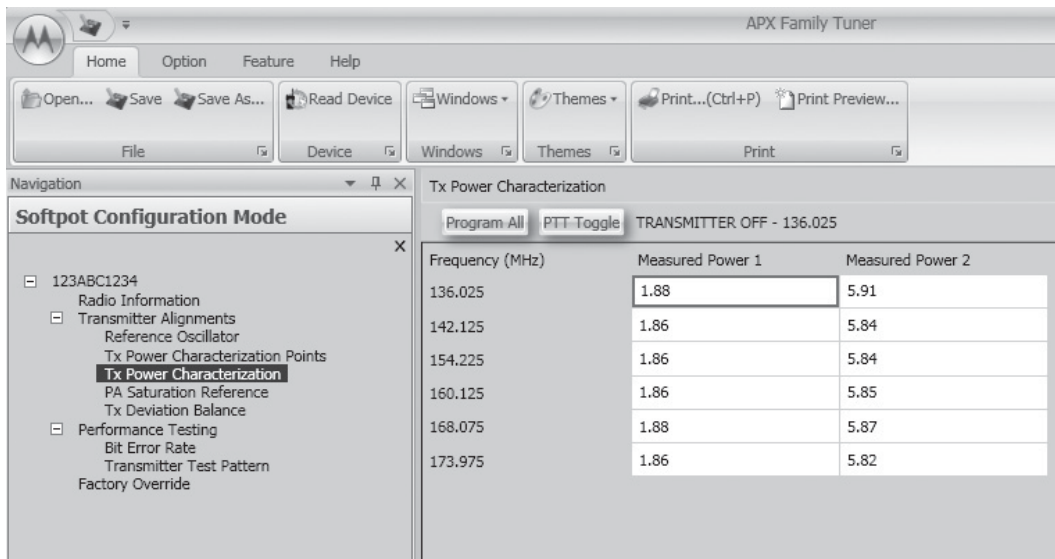 APX Family Tuner
Home Option Feature Help
Open... Save Save As... Read Device Windows Themes Print...(Ctrl+P) Print Preview...
File Device Windows Themes Print
Navigation
Softpot Configuration Mode
123ABC1234
Radio Information
Transmitter Alignments
Reference Oscillator
Tx Power Characterization Points
Tx Power Characterization
PA Saturation Reference
Tx Deviation Balance
Performance Testing
Bit Error Rate
Transmitter Test Pattern
Factory Override
Tx Power Characterization
Program All PTT Toggle TRANSMITTER OFF - 136.025
Frequency (MHz) Measured Power 1 Measured Power 2
136.025 1.88 5.91
142.125 1.86 5.84
154.225 1.86 5.84
160.125 1.86 5.85
168.075 1.88 5.87
173.975 1.86 5.82